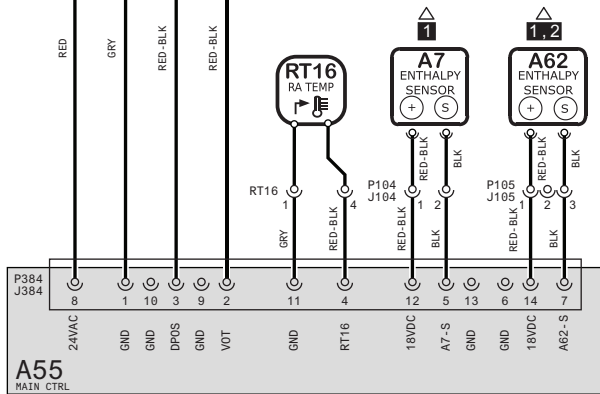 1
1,2
RED
GRY
RED-BLK
RED-BLK
RT16
RA TEMP
A7
ENTHALPY
SENSOR
+ S
A62
ENTHALPY
SENSOR
+ S
RED-BLK
BLK
RED-BLK
BLK
RT16
1
4
P104
J104
1
2
P105
J105
1
2
3
GRY
RED-BLK
RED-BLK
BLK
RED-BLK
BLK
P384
J384
8 1 10 3 9 2 11 4 12 5 13 6 14 7
24VAC
GND
GND
DPOS
GND
VOT
GND
RT16
18VDC
A7-S
GND
GND
18VDC
A62-S
A55
MAIN CTRL